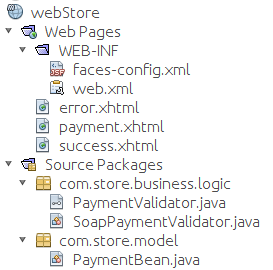 webStore
Web Pages
WEB-INF
faces-config.xml
web.xml
error.xhtml
payment.xhtml
success.xhtml
Source Packages
com.store.business.logic
PaymentValidator.java
SoapPaymentValidator.java
com.store.model
PaymentBean.java